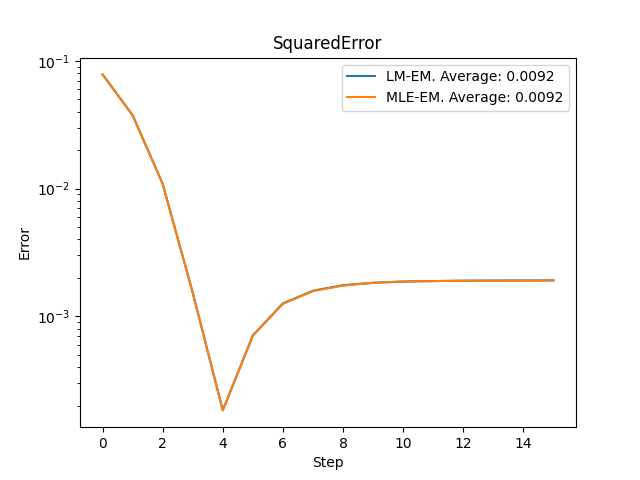 SquaredError
LM-EM. Average: 0.0092
MLE-EM. Average: 0.0092
10⁻¹
10⁻²
10⁻³
Error
0 2 4 6 8 10 12 14
Step